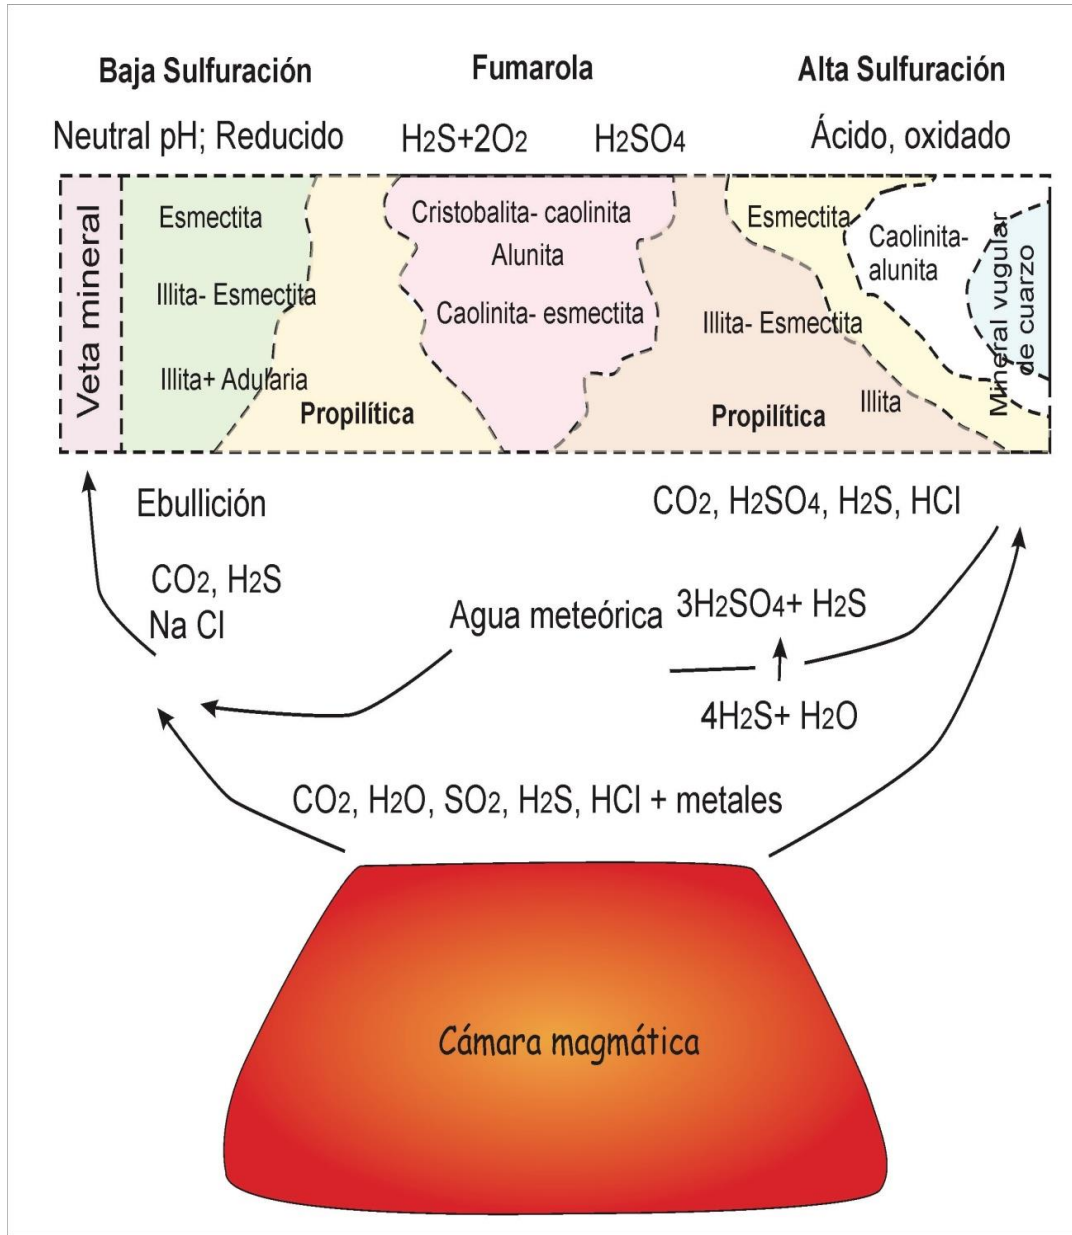 Baja Sulfuración
Fumarola
Alta Sulfuración
Neutral pH; Reducido
H2S+2O2
H2SO4
Ácido, oxidado
Veta mineral
Esmectita
Illita- Esmectita
Illita+ Adularia
Propilítica
Cristobalita- caolinita
Alunita
Caolinita- esmectita
Esmectita
Illita- Esmectita
Propilítica
Illita
Caolinita-
alunita
Mineral vugular
de cuarzo
Ebullición
CO2, H2S
Na Cl
CO2, H2SO4, H2S, HCl
Agua meteórica
3H2SO4+ H2S
4H2S+ H2O
CO2, H2O, SO2, H2S, HCl + metales
Cámara magmática